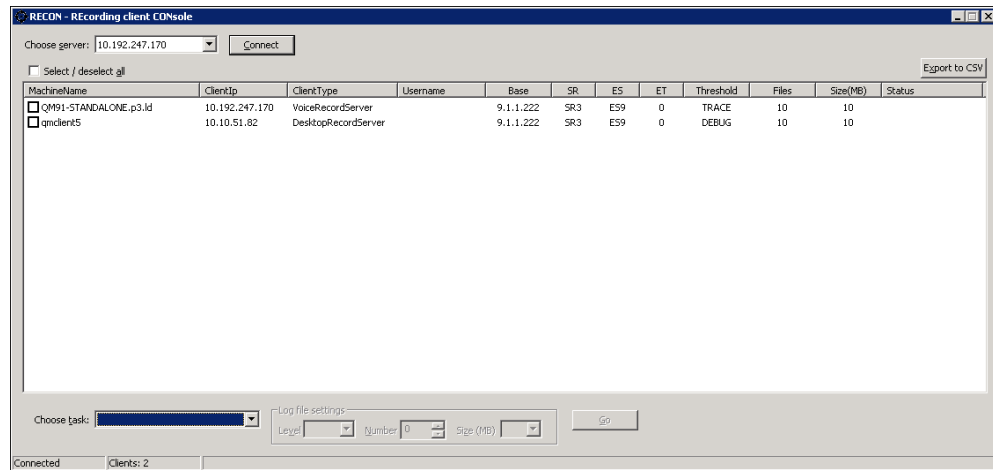 RECON - REcording client CONsole
Choose server: 10.192.247.170 Connect
Select / deselect all Export to CSV
MachineName ClientIp ClientType Username Base SR ES ET Threshold Files Size(MB) Status
QM91-STANDALONE.p3.ld 10.192.247.170 VoiceRecordServer 9.1.1.222 SR3 ES9 0 TRACE 10 10
qmclient5 10.10.51.82 DesktopRecordServer 9.1.1.222 SR3 ES9 0 DEBUG 10 10
Log file settings
Choose task: Level Number 0 Size (MB) Go
Connected Clients: 2